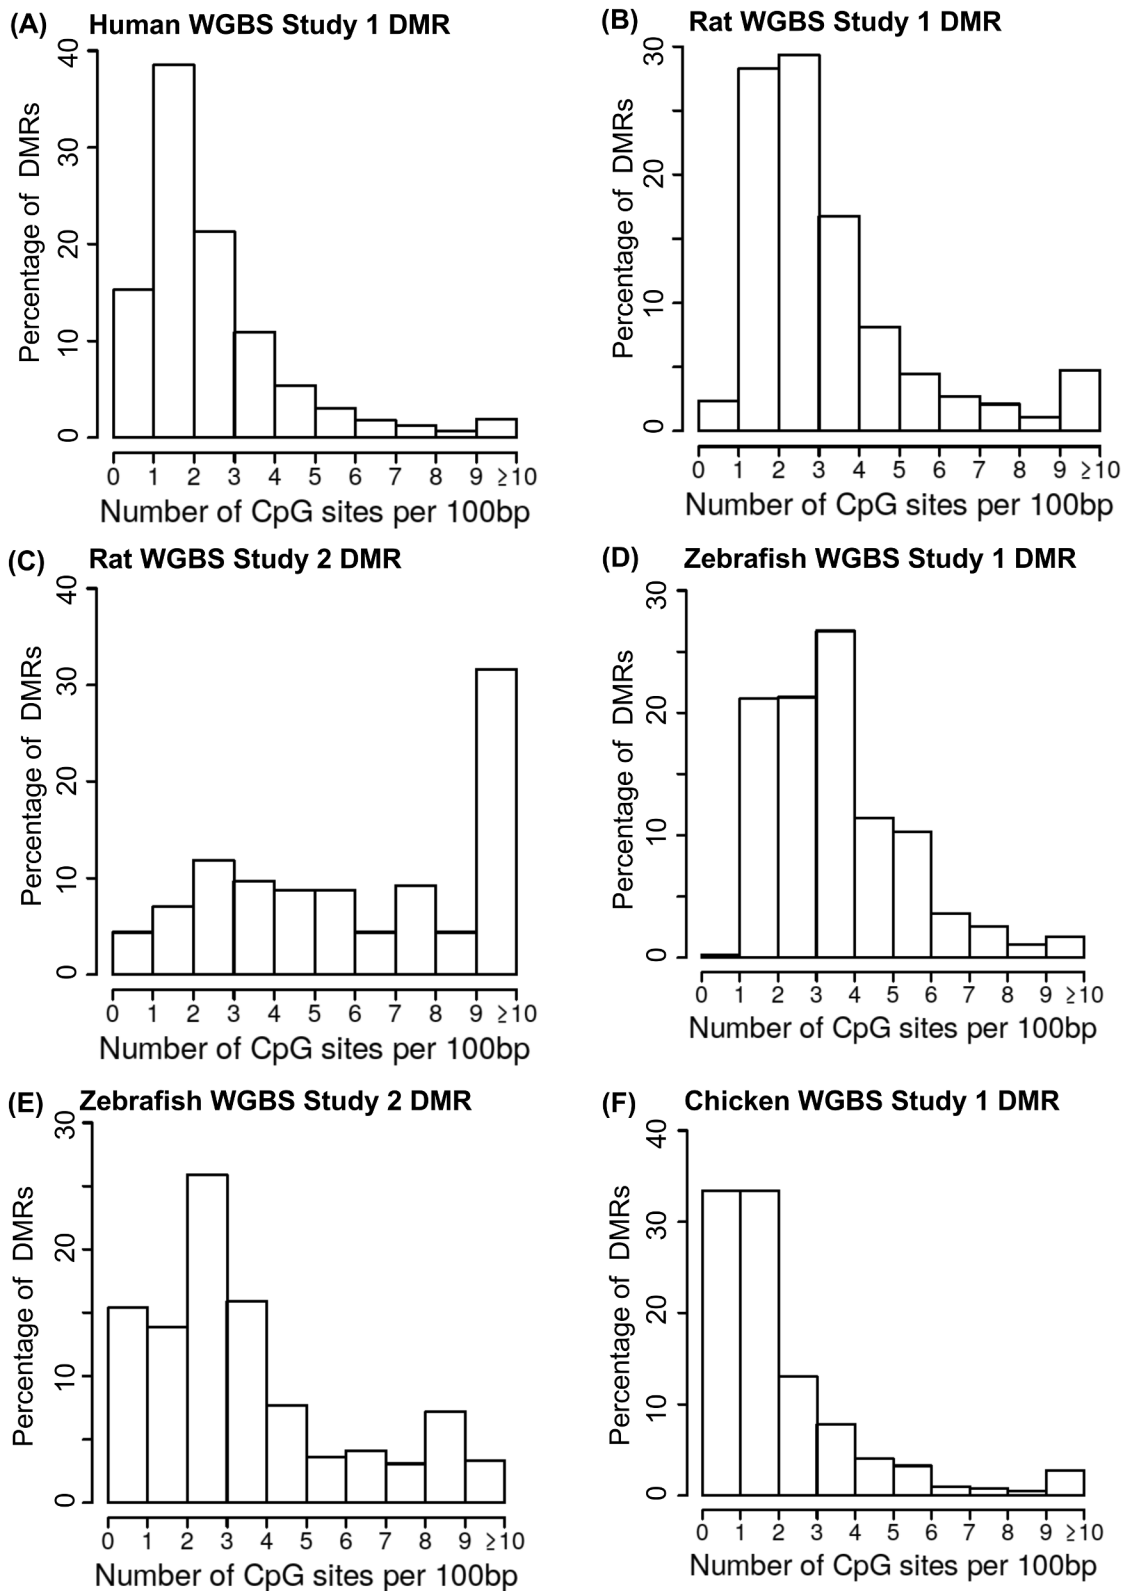 (A) Human WGBS Study 1 DMR
Percentage of DMRs
40
30
20
10
0
0 1 2 3 4 5 6 7 8 9 ≥10
Number of CpG sites per 100bp
(B) Rat WGBS Study 1 DMR
Percentage of DMRs
30
20
10
0
0 1 2 3 4 5 6 7 8 9 ≥10
Number of CpG sites per 100bp
(C) Rat WGBS Study 2 DMR
Percentage of DMRs
40
30
20
10
0
0 1 2 3 4 5 6 7 8 9 ≥10
Number of CpG sites per 100bp
(D) Zebrafish WGBS Study 1 DMR
Percentage of DMRs
30
20
10
0
0 1 2 3 4 5 6 7 8 9 ≥10
Number of CpG sites per 100bp
(E) Zebrafish WGBS Study 2 DMR
Percentage of DMRs
30
20
10
0
0 1 2 3 4 5 6 7 8 9 ≥10
Number of CpG sites per 100bp
(F) Chicken WGBS Study 1 DMR
Percentage of DMRs
40
30
20
10
0
0 1 2 3 4 5 6 7 8 9 ≥10
Number of CpG sites per 100bp